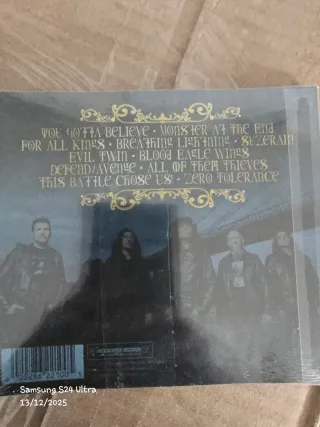 YOU GOTTA BELIEVE • MONSTER AT THE END
FOR ALL KINGS • BREATHING LIGHTNING • SUZERAIN
EVIL TWIN • BLOOD EAGLE WINGS
DEFEND/AVENGE • ALL OF THEM THIEVES
THIS BATTLE CHOSE US! • ZERO TOLERANCE
Samsung S24 Ultra
13/12/2025